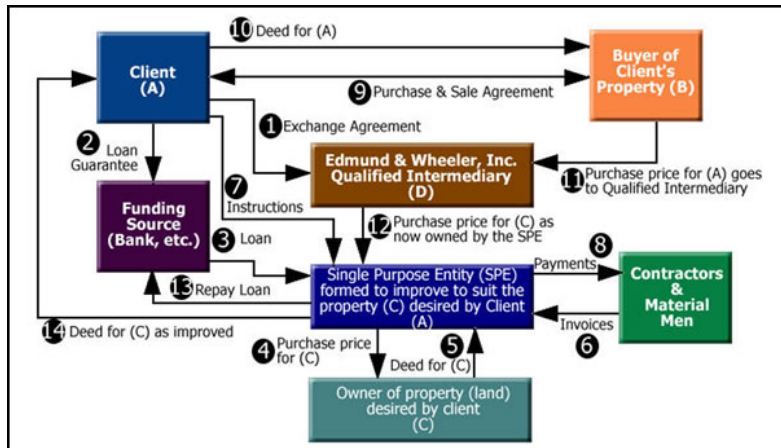 10 Deed for (A)
Client
(A)
Buyer of
Client's
Property (B)
9 Purchase & Sale Agreement
1 Exchange Agreement
2 Loan
Guarantee
Edmund & Wheeler, Inc.
Qualified Intermediary
(D)
11 Purchase price for (A) goes
to Qualified Intermediary
7
Instructions
Funding
Source
(Bank, etc.)
12 Purchase price for (C) as
now owned by the SPE
3 Loan
8
Payments
Single Purpose Entity (SPE)
formed to improve to suit the
property (C) desired by Client
(A)
Contractors
&
Material
Men
13 Repay Loan
14 Deed for (C) as improved
4 Purchase price
for (C)
5
Deed for (C)
Invoices
6
Owner of property (land)
desired by client
(C)